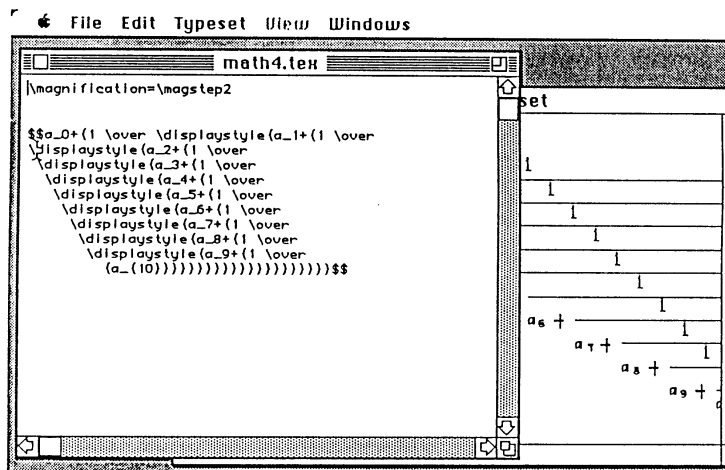 File Edit Typeset View Windows
math4.tex
\magnification=\magstep2
$$a_0+{1 \over \displaystyle{a_1+{1 \over
\displaystyle{a_2+{1 \over
\displaystyle{a_3+{1 \over
\displaystyle{a_4+{1 \over
\displaystyle{a_5+{1 \over
\displaystyle{a_6+{1 \over
\displaystyle{a_7+{1 \over
\displaystyle{a_8+{1 \over
\displaystyle{a_9+{1 \over
{a_{10}}}}}}}}}}}}}}}}}}}}}$$
set
1
1
1
1
1
1
1
a₆ +
1
a₇ +
1
a₈ +
a₉ +